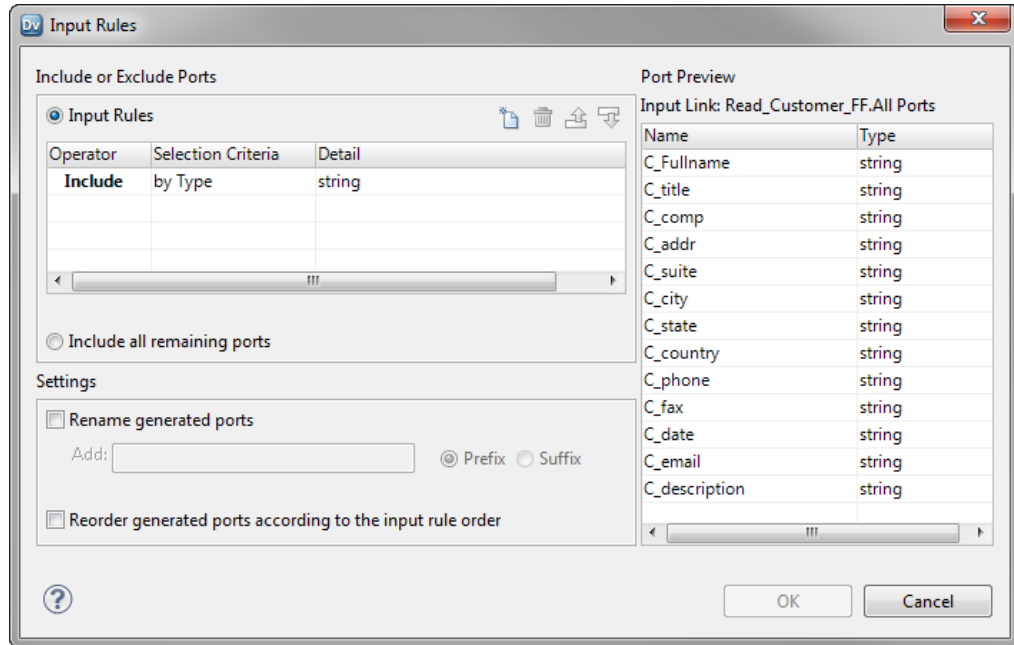 Dv Input Rules
Include or Exclude Ports
Input Rules
Operator Selection Criteria Detail
Include by Type string
Include all remaining ports
Settings
Rename generated ports
Add: Prefix Suffix
Reorder generated ports according to the input rule order
Port Preview
Input Link: Read_Customer_FF.All Ports
Name Type
C_Fullname string
C_title string
C_comp string
C_addr string
C_suite string
C_city string
C_state string
C_country string
C_phone string
C_fax string
C_date string
C_email string
C_description string
? OK Cancel